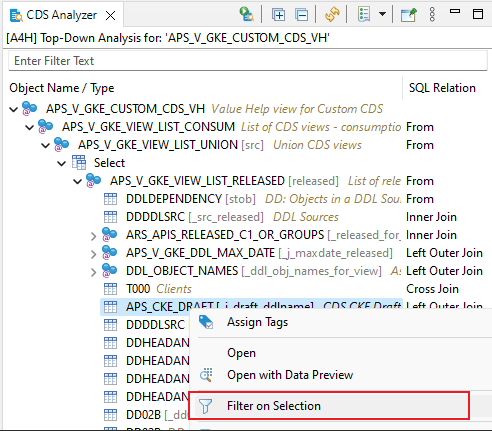 CDS Analyzer
[A4H] Top-Down Analysis for: 'APS_V_GKE_CUSTOM_CDS_VH'
Enter Filter Text
Object Name / Type SQL Relation
APS_V_GKE_CUSTOM_CDS_VH Value Help view for Custom CDS
APS_V_GKE_VIEW_LIST_CONSUM List of CDS views - consumptio From
APS_V_GKE_VIEW_LIST_UNION [src] Union CDS views From
Select
APS_V_GKE_VIEW_LIST_RELEASED [released] List of rele From
DDLDEPENDENCY [stob] DD: Objects in a DDL Sou From
DDDDLSRC [_src_released] DDL Sources Inner Join
ARS_APIS_RELEASED_C1_OR_GROUPS [_released_for_ Inner Join
APS_V_GKE_DDL_MAX_DATE [_j_maxdate_released] Left Outer Join
DDL_OBJECT_NAMES [_ddl_obj_names_for_view] As Left Outer Join
T000 Clients Cross Join
APS_CKE_DRAFT [_j_draft_ddlname] CDS CKE Draft Left Outer Join
DDDDLSRC
Assign Tags
DDHEADAN
DDHEADAN
Open
DDHEADAN
Open with Data Preview
DDHEADAN
DD02B [_dd
Filter on Selection